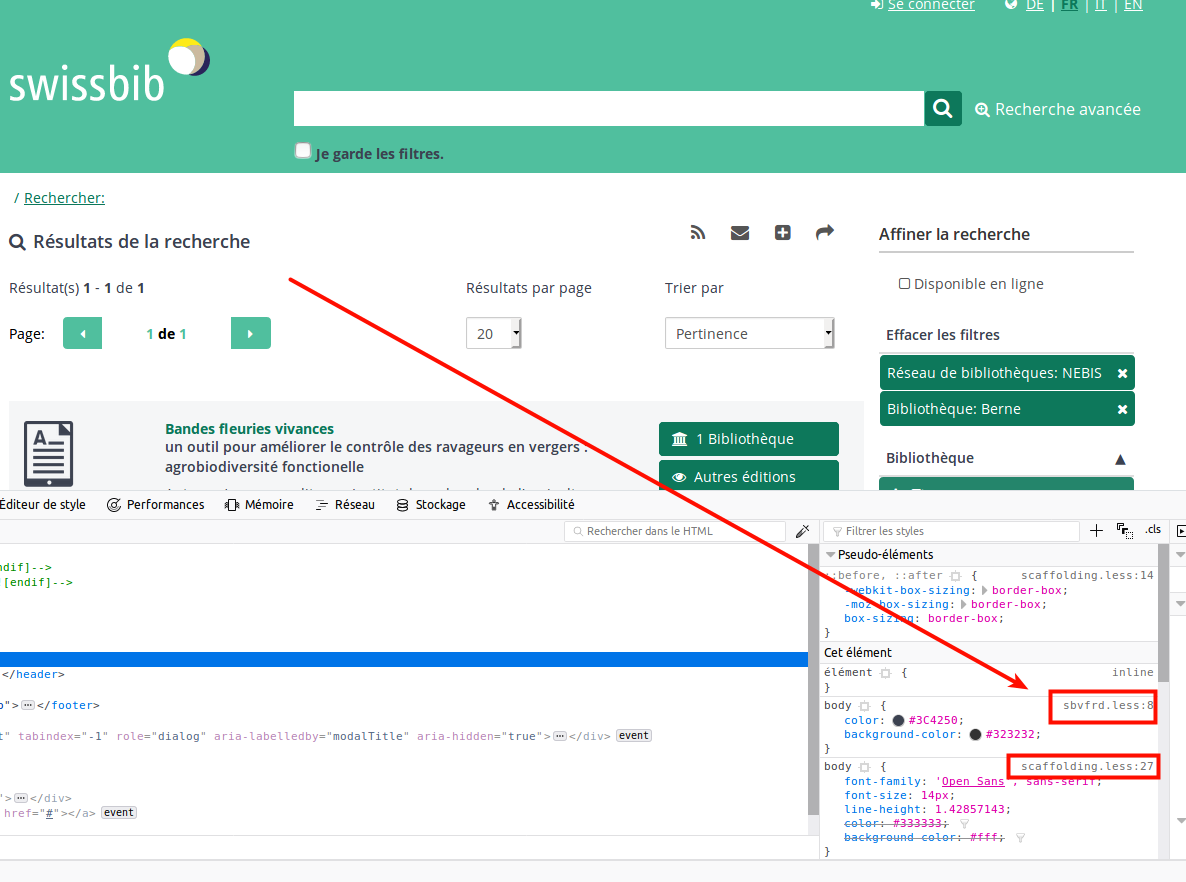 Se connecter DE | FR | IT | EN
swissbib
Recherche avancée
Je garde les filtres.
/ Rechercher:
Résultats de la recherche
Affiner la recherche
Résultat(s) 1 - 1 de 1
Résultats par page
Trier par
Disponible en ligne
Page:
1 de 1
20
Pertinence
Effacer les filtres
Réseau de bibliothèques: NEBIS ×
Bibliothèque: Berne ×
Bibliothèque ▲
A
Bandes fleuries vivances
un outil pour améliorer le contrôle des ravageurs en vergers :
agrobiodiversité fonctionelle
1 Bibliothèque
Autres éditions
Éditeur de style Performances Mémoire Réseau Stockage Accessibilité
Rechercher dans le HTML
Filtrer les styles
.cls
ndif]-->
![endif]-->
</header>
o"> </footer>
t" tabindex="-1" role="dialog" aria-labelledby="modalTitle" aria-hidden="true"> </div> event
"> </div>
href="#"></a> event
Pseudo-éléments
::before, ::after { scaffolding.less:14
-webkit-box-sizing: border-box;
-moz-box-sizing: border-box;
box-sizing: border-box;
}
Cet élément
élément { inline
}
body { sbvfrd.less:8
color: #3C4250;
background-color: #323232;
}
body { scaffolding.less:27
font-family: 'Open Sans', sans-serif;
font-size: 14px;
line-height: 1.42857143;
color: #333333;
background-color: #fff;
}